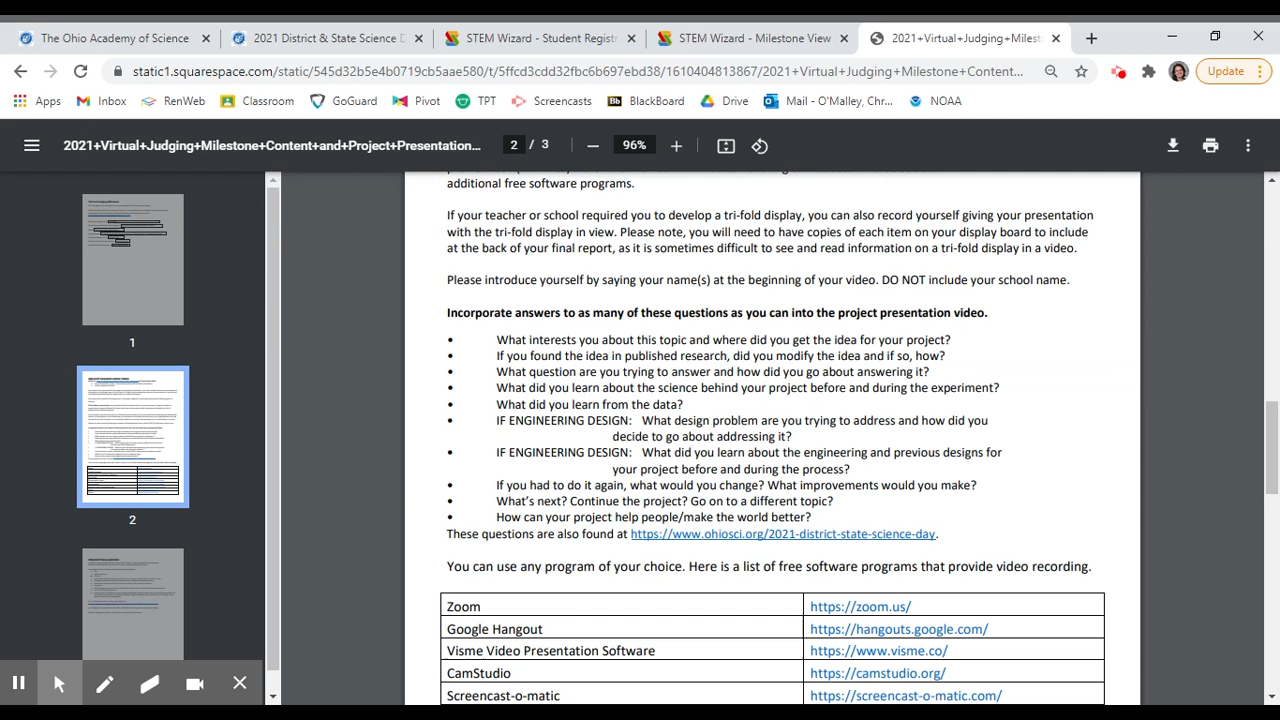 The Ohio Academy of Science
2021 District & State Science D
STEM Wizard - Student Registr
STEM Wizard - Milestone View
2021+Virtual+Judging+Milest
static1.squarespace.com/static/545d32b5e4b0719cb5aae580/t/5fcd3cdd32fbc6b697ebd38/1610404813867/2021+Virtual+Judging+Milestone+Conten...
Update
Apps
Inbox
RenWeb
Classroom
GoGuard
Pivot
TPT
Screencasts
Bb BlackBoard
Drive
Mail - O'Malley, Chr...
NOAA
2021+Virtual+Judging+Milestone+Content+and+Project+Presentation...
2 / 3
96%
1
2
additional free software programs.
If your teacher or school required you to develop a tri-fold display, you can also record yourself giving your presentation
with the tri-fold display in view. Please note, you will need to have copies of each item on your display board to include
at the back of your final report, as it is sometimes difficult to see and read information on a tri-fold display in a video.
Please introduce yourself by saying your name(s) at the beginning of your video. DO NOT include your school name.
Incorporate answers to as many of these questions as you can into the project presentation video.
• What interests you about this topic and where did you get the idea for your project?
• If you found the idea in published research, did you modify the idea and if so, how?
• What question are you trying to answer and how did you go about answering it?
• What did you learn about the science behind your project before and during the experiment?
• What did you learn from the data?
• IF ENGINEERING DESIGN: What design problem are you trying to address and how did you
decide to go about addressing it?
• IF ENGINEERING DESIGN: What did you learn about the engineering and previous designs for
your project before and during the process?
• If you had to do it again, what would you change? What improvements would you make?
• What's next? Continue the project? Go on to a different topic?
• How can your project help people/make the world better?
These questions are also found at https://www.ohiosci.org/2021-district-state-science-day.
You can use any program of your choice. Here is a list of free software programs that provide video recording.
Zoom https://zoom.us/
Google Hangout https://hangouts.google.com/
Visme Video Presentation Software https://www.visme.co/
CamStudio https://camstudio.org/
Screencast-o-matic https://screencast-o-matic.com/